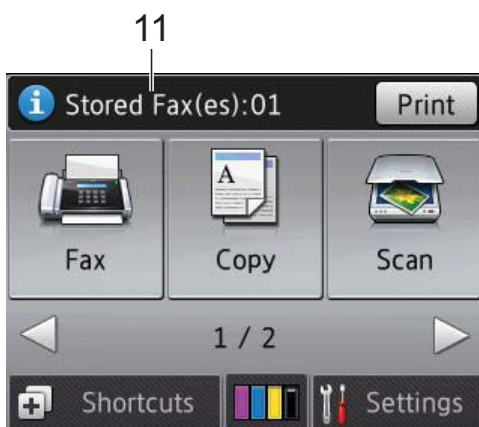 11
Stored Fax(es):01 Print
A
Fax Copy Scan
1 / 2
Shortcuts Settings